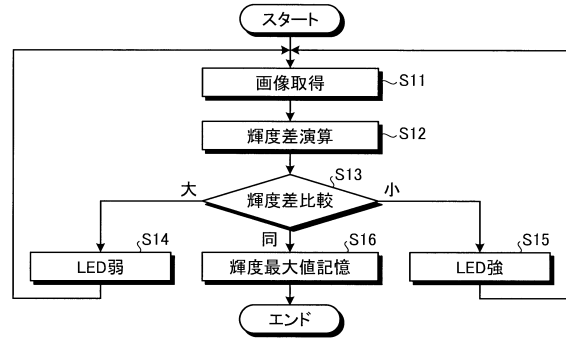 スタート
画像取得
S11
輝度差演算
S12
S13
大
輝度差比較
小
同
S14
LED弱
S16
輝度最大値記憶
S15
LED強
エンド